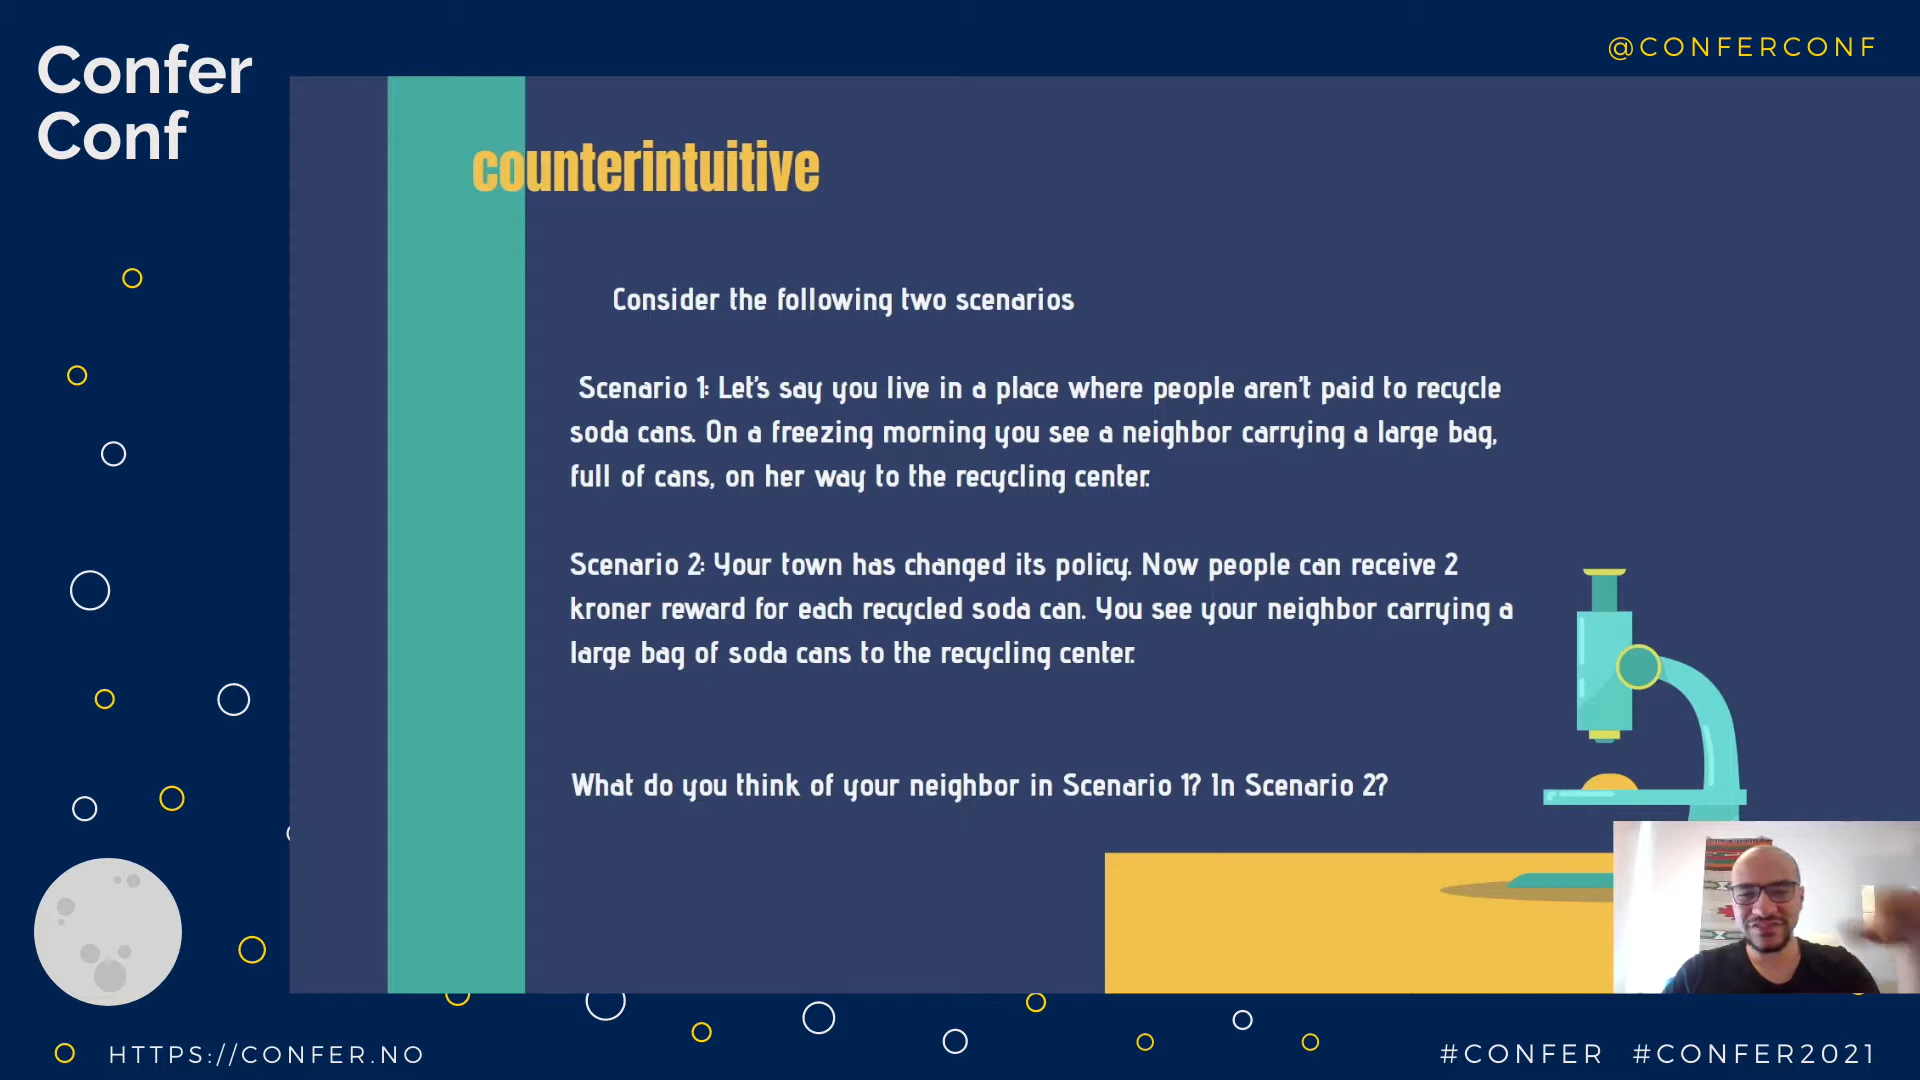 Confer
Conf
@CONFERCONF
counterintuitive
Consider the following two scenarios
Scenario 1: Let's say you live in a place where people aren't paid to recycle
soda cans. On a freezing morning you see a neighbor carrying a large bag,
full of cans, on her way to the recycling center.
Scenario 2: Your town has changed its policy. Now people can receive 2
kroner reward for each recycled soda can. You see your neighbor carrying a
large bag of soda cans to the recycling center.
What do you think of your neighbor in Scenario 1? In Scenario 2?
HTTPS://CONFER.NO
#CONFER #CONFER2021